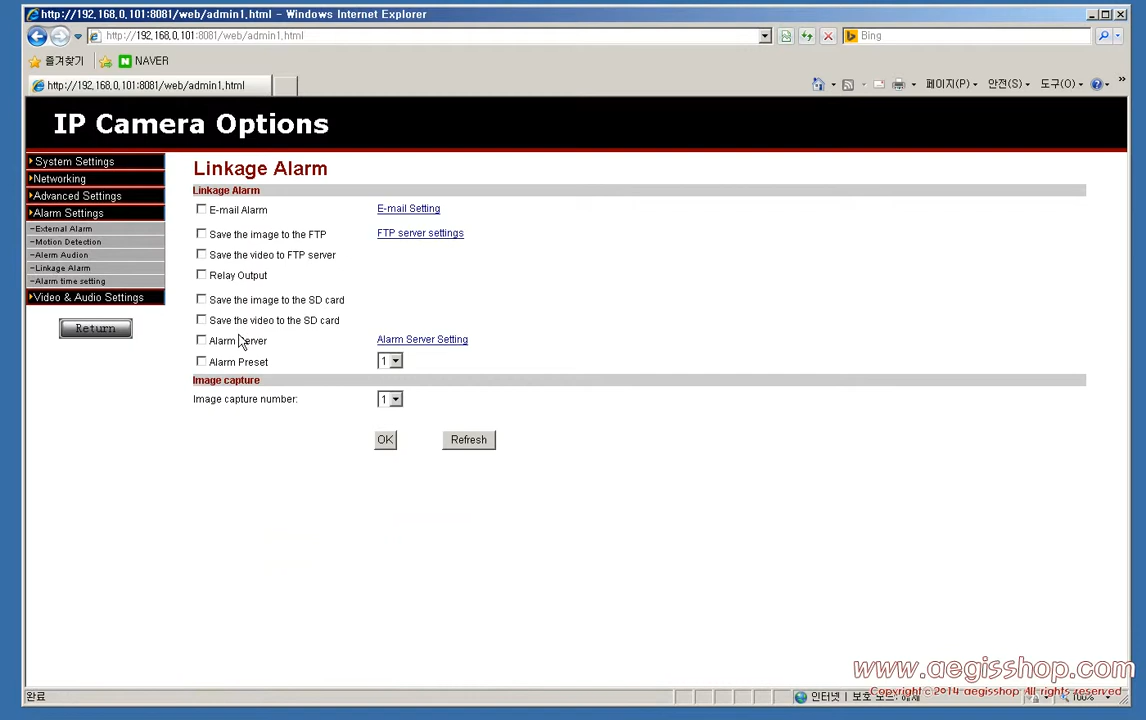 http://192.168.0.101:8081/web/admin1.html - Windows Internet Explorer
http://192.168.0.101:8081/web/admin1.html
Bing
즐겨찾기
NAVER
http://192.168.0.101:8081/web/admin1.html
페이지(P)
안전(S)
도구(O)
IP Camera Options
System Settings
Networking
Advanced Settings
Alarm Settings
-External Alarm
-Motion Detection
-Alerm Audion
-Linkage Alarm
-Alarm time setting
Video & Audio Settings
Return
Linkage Alarm
Linkage Alarm
E-mail Alarm E-mail Setting
Save the image to the FTP FTP server settings
Save the video to FTP server
Relay Output
Save the image to the SD card
Save the video to the SD card
Alarm Server Alarm Server Setting
Alarm Preset 1
Image capture
Image capture number: 1
OK Refresh
www.aegisshop.com
Copyright © 2014 aegisshop All rights reserved
완료
인터넷 | 보호 모드: 해제
100%